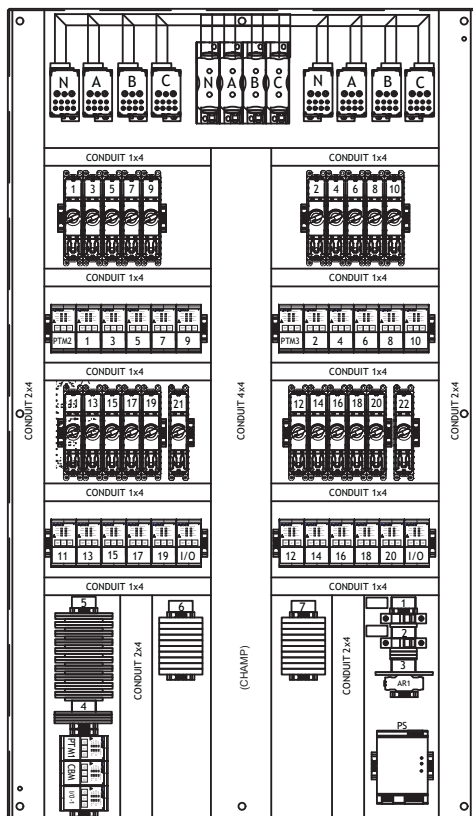 N A B C N A B C N A B C
CONDUIT 1x4 CONDUIT 1x4
1 3 5 7 9 2 4 6 8 10
CONDUIT 1x4 CONDUIT 1x4
PTM2 1 3 5 7 9 PTM3 2 4 6 8 10
CONDUIT 1x4 CONDUIT 1x4
CONDUIT 2x4 CONDUIT 4x4 CONDUIT 2x4
11 13 15 17 19 21 12 14 16 18 20 22
CONDUIT 1x4 CONDUIT 1x4
11 13 15 17 19 I/O 12 14 16 18 20 I/O
CONDUIT 1x4 CONDUIT 1x4
5 6 7 1
2
CONDUIT 2x4 (CHAMP) CONDUIT 2x4
3
AR1
4
PS
PTM1
CBM
I/O-1